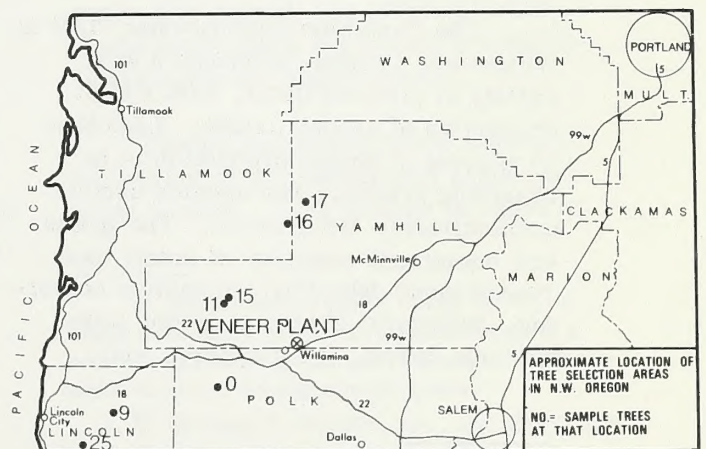 PORTLAND
WASHINGTON
101
5
MULT.
Tillamook
99w
OCEAN
TILLAMOOK
5
17
16
YAMHILL
CLACKAMAS
McMinnville
MARION
15
11
18
22
VENEER PLANT
101
99w
Willamina
5
PACIFIC
APPROXIMATE LOCATION OF
TREE SELECTION AREAS
IN N.W. OREGON
NO.= SAMPLE TREES
AT THAT LOCATION
0
18
POLK
22
SALEM
Lincoln
City
9
LINCOLN
Dallas
25